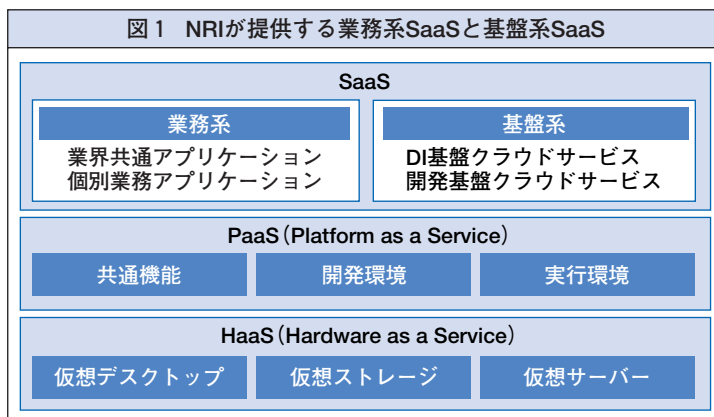 図1 NRIが提供する業務系SaaSと基盤系SaaS
SaaS
業務系
業界共通アプリケーション
個別業務アプリケーション
基盤系
DI基盤クラウドサービス
開発基盤クラウドサービス
PaaS(Platform as a Service)
共通機能 開発環境 実行環境
HaaS(Hardware as a Service)
仮想デスクトップ 仮想ストレージ 仮想サーバー